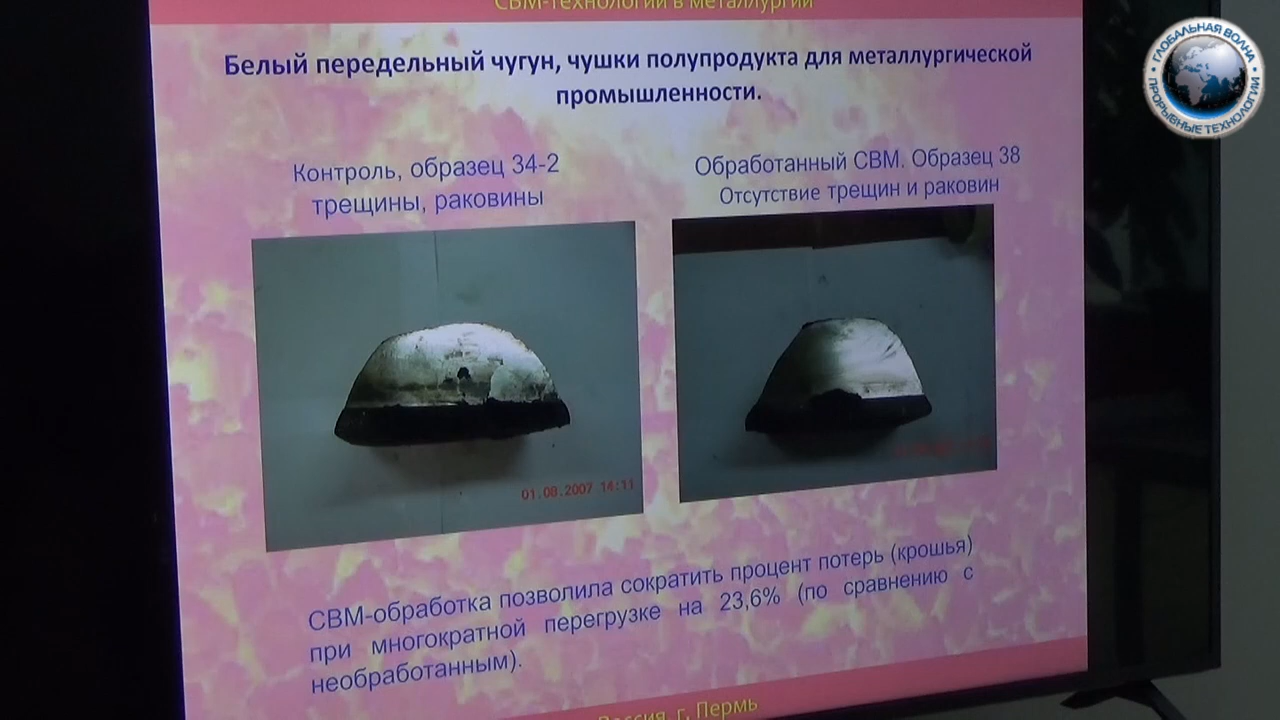 СВМ-технологии в металлургии
Белый передельный чугун, чушки полупродукта для металлургической
промышленности.
Контроль, образец 34-2
трещины, раковины
Обработанный СВМ. Образец 38
Отсутствие трещин и раковин
01.08.2007 14:11
СВМ-обработка позволила сократить процент потерь (крошья)
при многократной перегрузке на 23,6% (по сравнению с
необработанным).
Россия, г. Пермь
ГЛОБАЛЬНАЯ ВОЛНА
ПРОРЫВНЫЕ ТЕХНОЛОГИИ